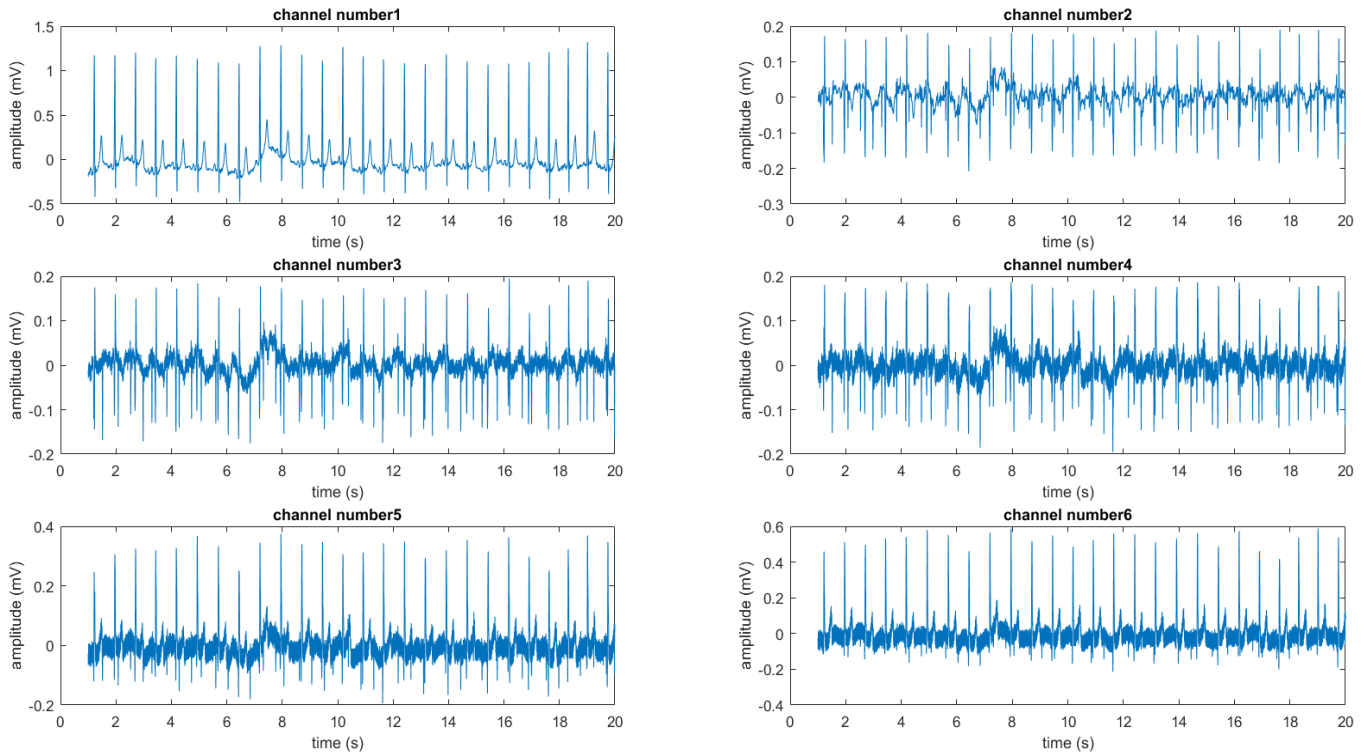 channel number1
amplitude (mV)
1.5
1
0.5
0
-0.5
0 2 4 6 8 10 12 14 16 18 20
time (s)
channel number2
amplitude (mV)
0.2
0.1
0
-0.1
-0.2
-0.3
0 2 4 6 8 10 12 14 16 18 20
time (s)
channel number3
amplitude (mV)
0.2
0.1
0
-0.1
-0.2
0 2 4 6 8 10 12 14 16 18 20
time (s)
channel number4
amplitude (mV)
0.2
0.1
0
-0.1
-0.2
0 2 4 6 8 10 12 14 16 18 20
time (s)
channel number5
amplitude (mV)
0.4
0.2
0
-0.2
0 2 4 6 8 10 12 14 16 18 20
time (s)
channel number6
amplitude (mV)
0.6
0.4
0.2
0
-0.2
-0.4
0 2 4 6 8 10 12 14 16 18 20
time (s)